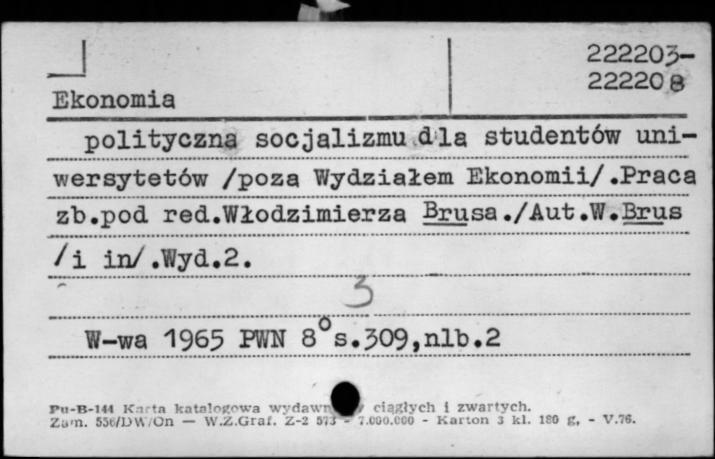 222203-
222208
Ekonomia
polityczna socjalizmu dla studentów uni-
wersytetów /poza Wydziałem Ekonomii/.Praca
zb.pod red.Włodzimierza Brusa./Aut.W.Brus
/i in/.Wyd.2.
3
W-wa 1965 PWN 8° s.309,nlb.2
Pu-B-144 Karta katalogowa wydawn ciągłych i zwartych.
Zam. 556/DW/On — W.Z.Graf. Z-2 573 - 7.000.000 - Karton 3 kl. 180 g, - V.76.